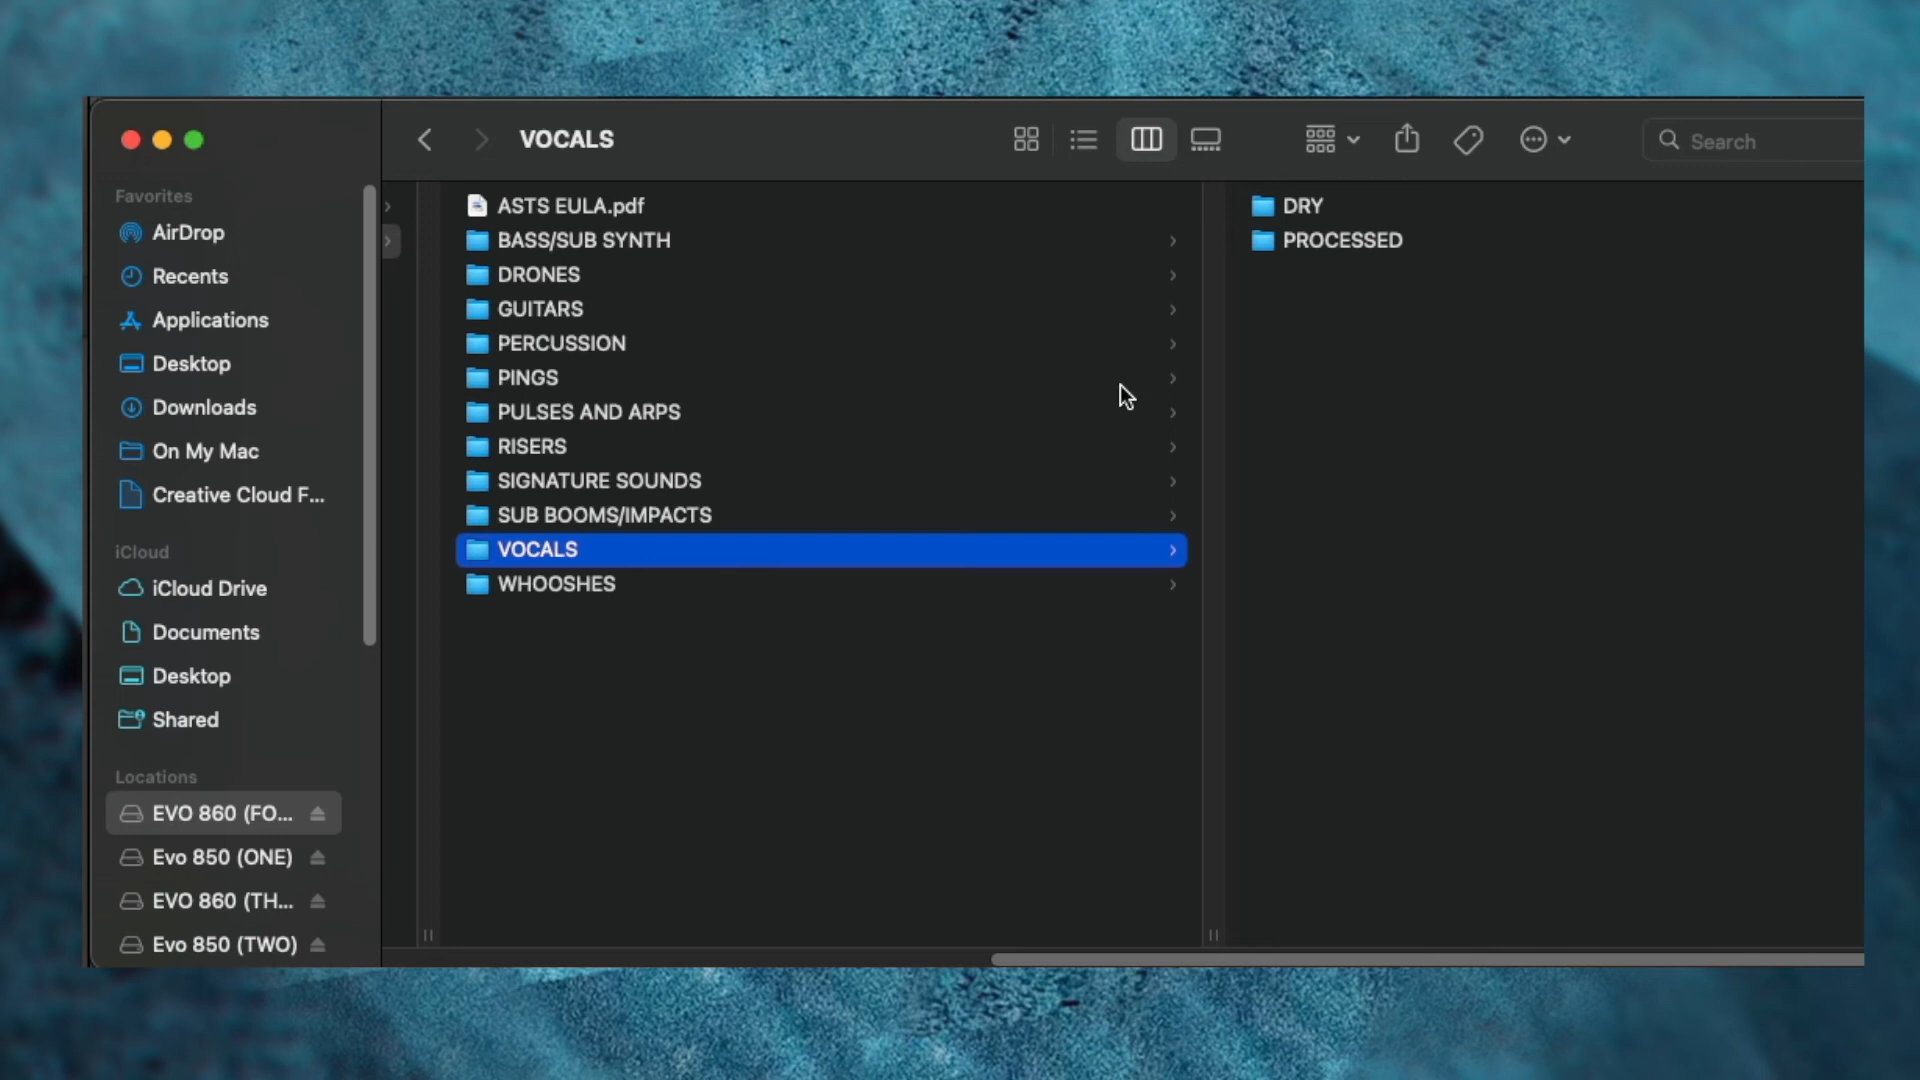 VOCALS
Search
Favorites
AirDrop
Recents
Applications
Desktop
Downloads
On My Mac
Creative Cloud F...
iCloud
iCloud Drive
Documents
Desktop
Shared
Locations
EVO 860 (FO...
Evo 850 (ONE)
EVO 860 (TH...
Evo 850 (TWO)
ASTS EULA.pdf
BASS/SUB SYNTH
DRONES
GUITARS
PERCUSSION
PINGS
PULSES AND ARPS
RISERS
SIGNATURE SOUNDS
SUB BOOMS/IMPACTS
VOCALS
WHOOSHES
DRY
PROCESSED